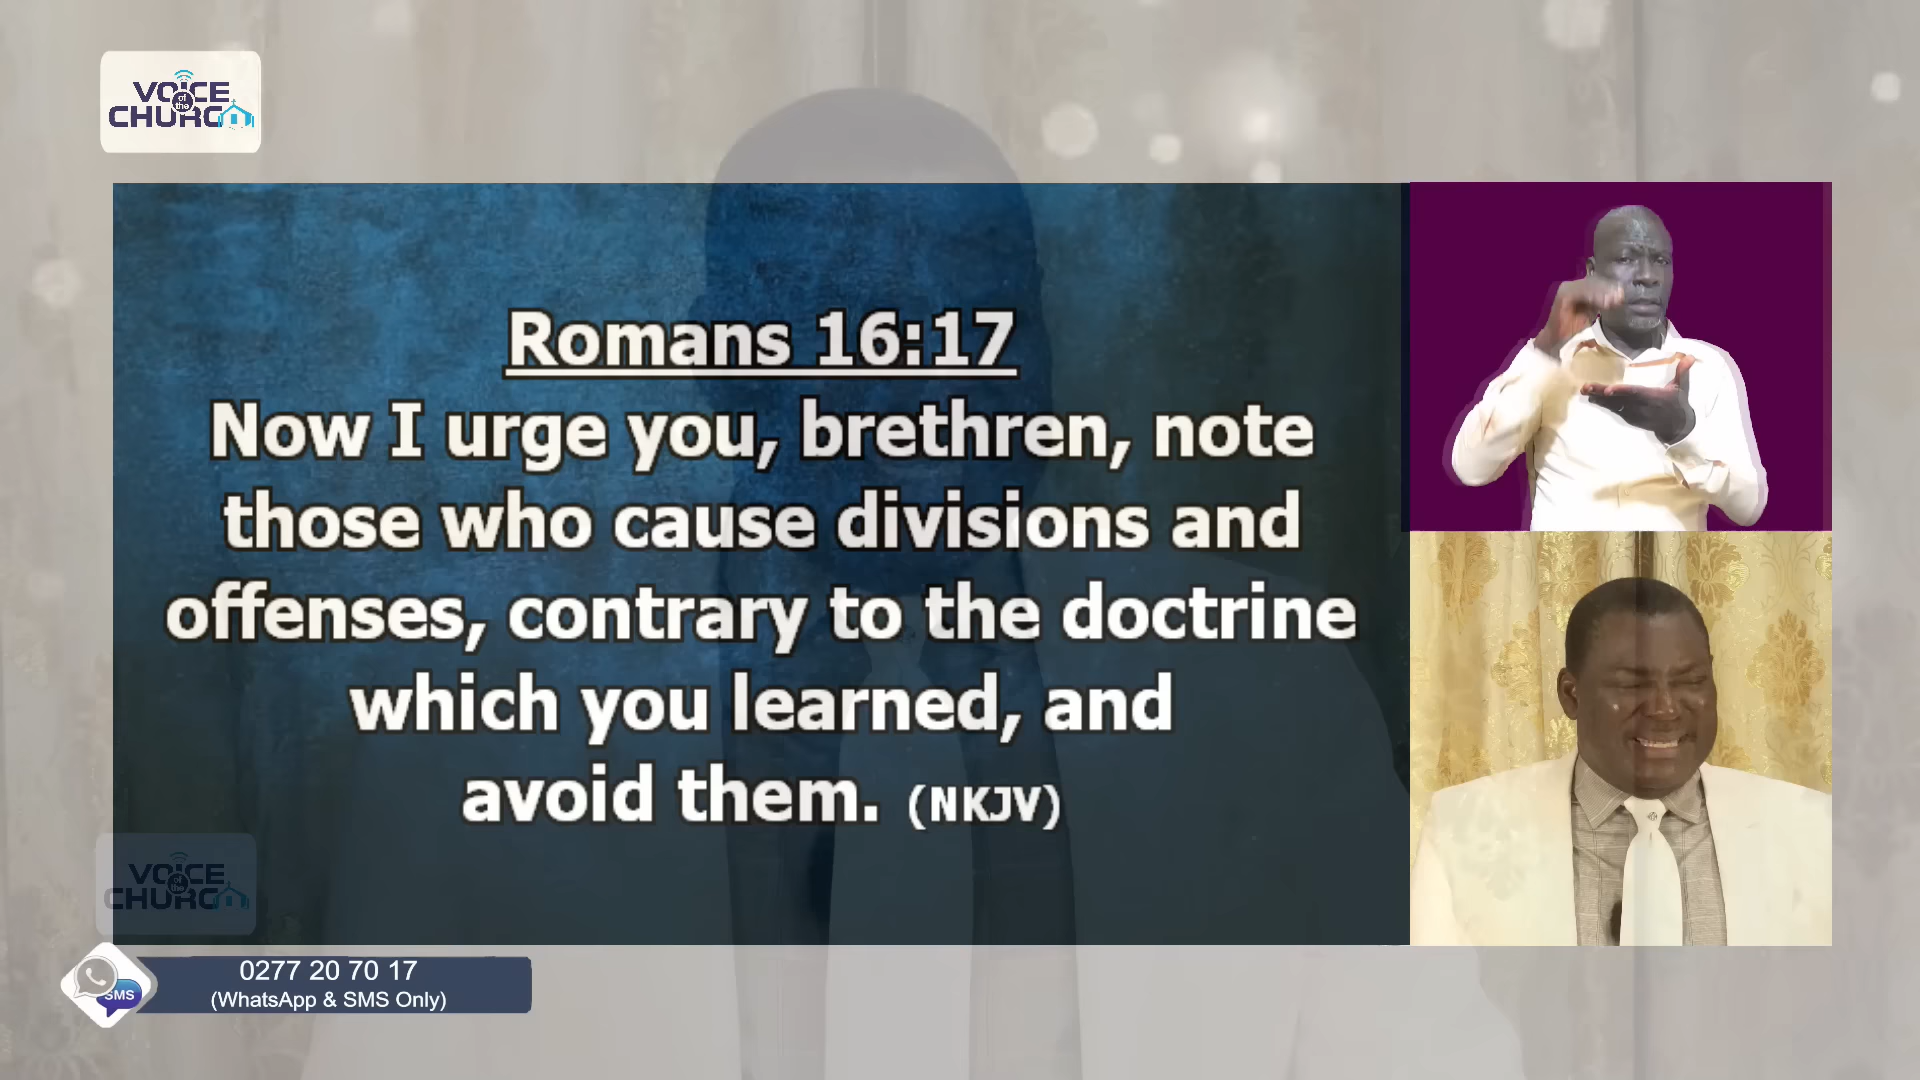 VOICE
of the
CHURCH
Romans 16:17
Now I urge you, brethren, note
those who cause divisions and
offenses, contrary to the doctrine
which you learned, and
avoid them. (NKJV)
VOICE
of the
CHURCH
SMS
0277 20 70 17
(WhatsApp & SMS Only)